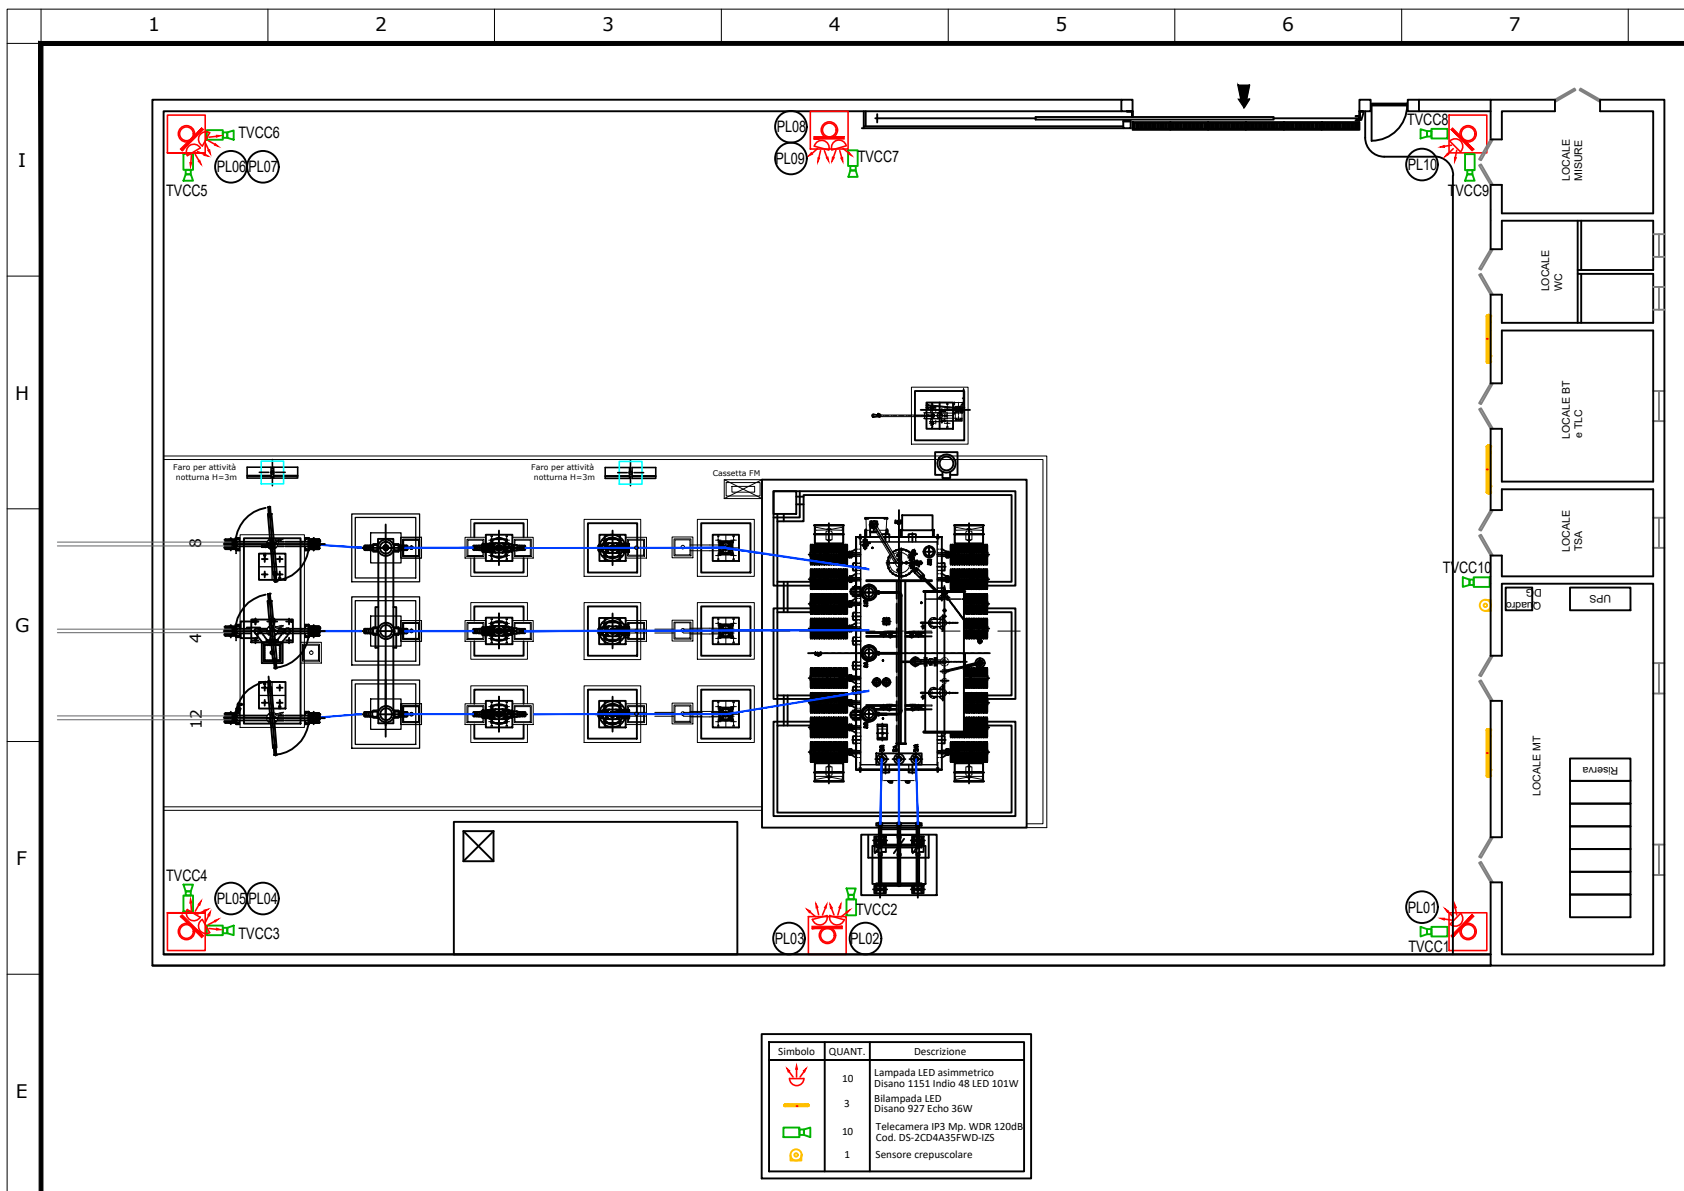 1 2 3 4 5 6 7
I
H
G
F
E
TVCC6
TVCC5
PL06
PL07
PL08
PL09
TVCC7
TVCC8
PL10
TVCC9
LOCALE
MISURE
LOCALE
WC
LOCALE BT
e TLC
LOCALE
TSA
TVCC10
Quadro
DG
UPS
LOCALE MT
Riserva
Faro per attività
notturna H=3m
Faro per attività
notturna H=3m
Cassetta FM
8
4
12
TVCC4
PL05
PL04
TVCC3
PL03
PL02
TVCC2
PL01
TVCC1
Simbolo QUANT. Descrizione
10 Lampada LED asimmetrico
Disano 1151 Indio 48 LED 101W
3 Bilampada LED
Disano 927 Echo 36W
10 Telecamera IP3 Mp. WDR 120dB
Cod. DS-2CD4A35FWD-IZS
1 Sensore crepuscolare